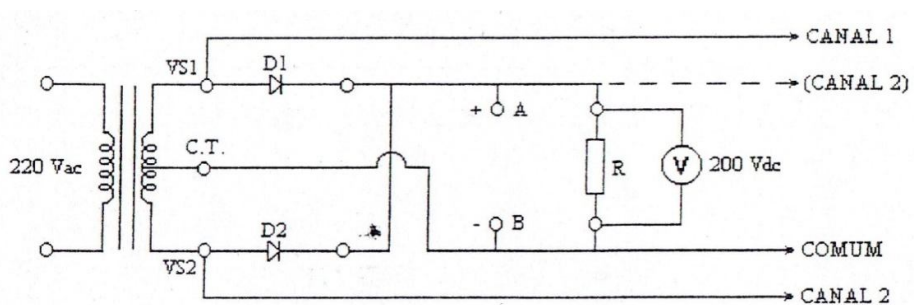 CANAL 1
VS1
D1
(CANAL 2)
+ A
C.T.
220 Vac
R
V
200 Vdc
- B
D2
VS2
COMUM
CANAL 2